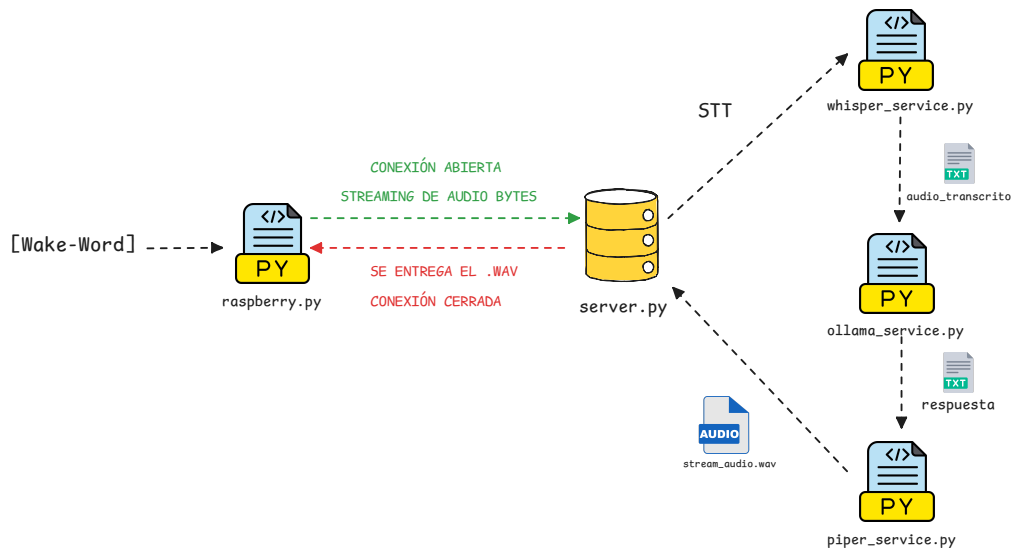 [Wake-Word]
</>
PY
raspberry.py
CONEXIÓN ABIERTA
STREAMING DE AUDIO BYTES
SE ENTREGA EL .WAV
CONEXIÓN CERRADA
server.py
STT
</>
PY
whisper_service.py
TXT
audio_transcrito
</>
PY
ollama_service.py
TXT
respuesta
</>
PY
piper_service.py
AUDIO
stream_audio.wav